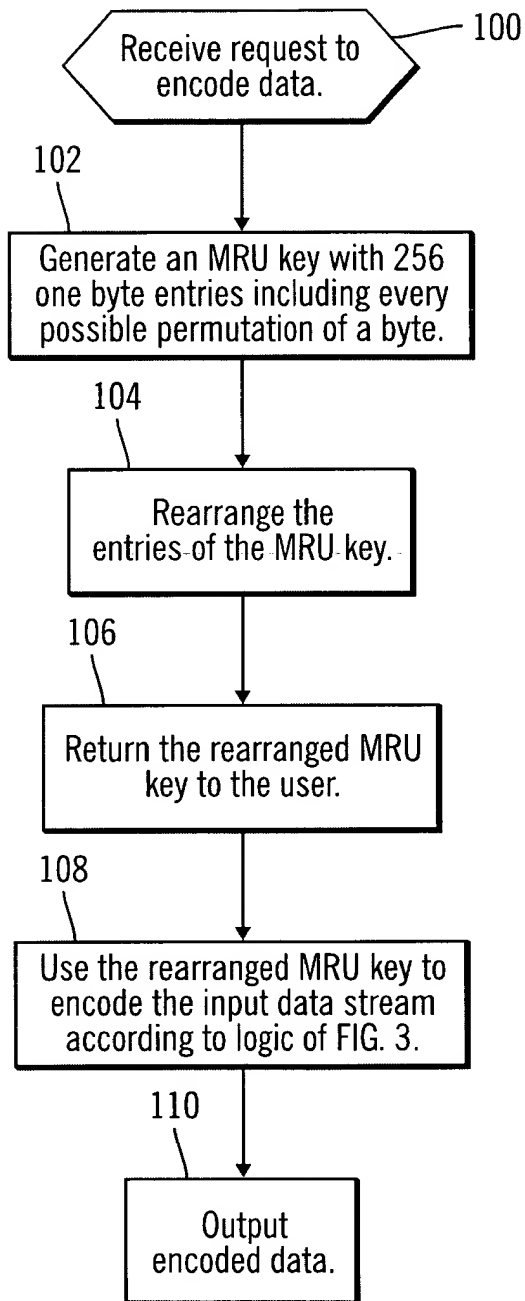 100
Receive request to
encode data.
102
Generate an MRU key with 256
one byte entries including every
possible permutation of a byte.
104
Rearrange the
entries of the MRU key.
106
Return the rearranged MRU
key to the user.
108
Use the rearranged MRU key to
encode the input data stream
according to logic of FIG. 3.
110
Output
encoded data.